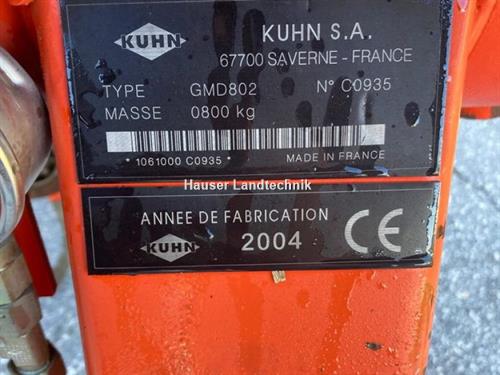 KUHN
KUHN S.A.
67700 SAVERNE - FRANCE
TYPE GMD802 N° C0935
MASSE 0800 kg
* 1061000 C0935 * MADE IN FRANCE
Hauser Landtechnik
ANNEE DE FABRICATION
KUHN 2004 CE